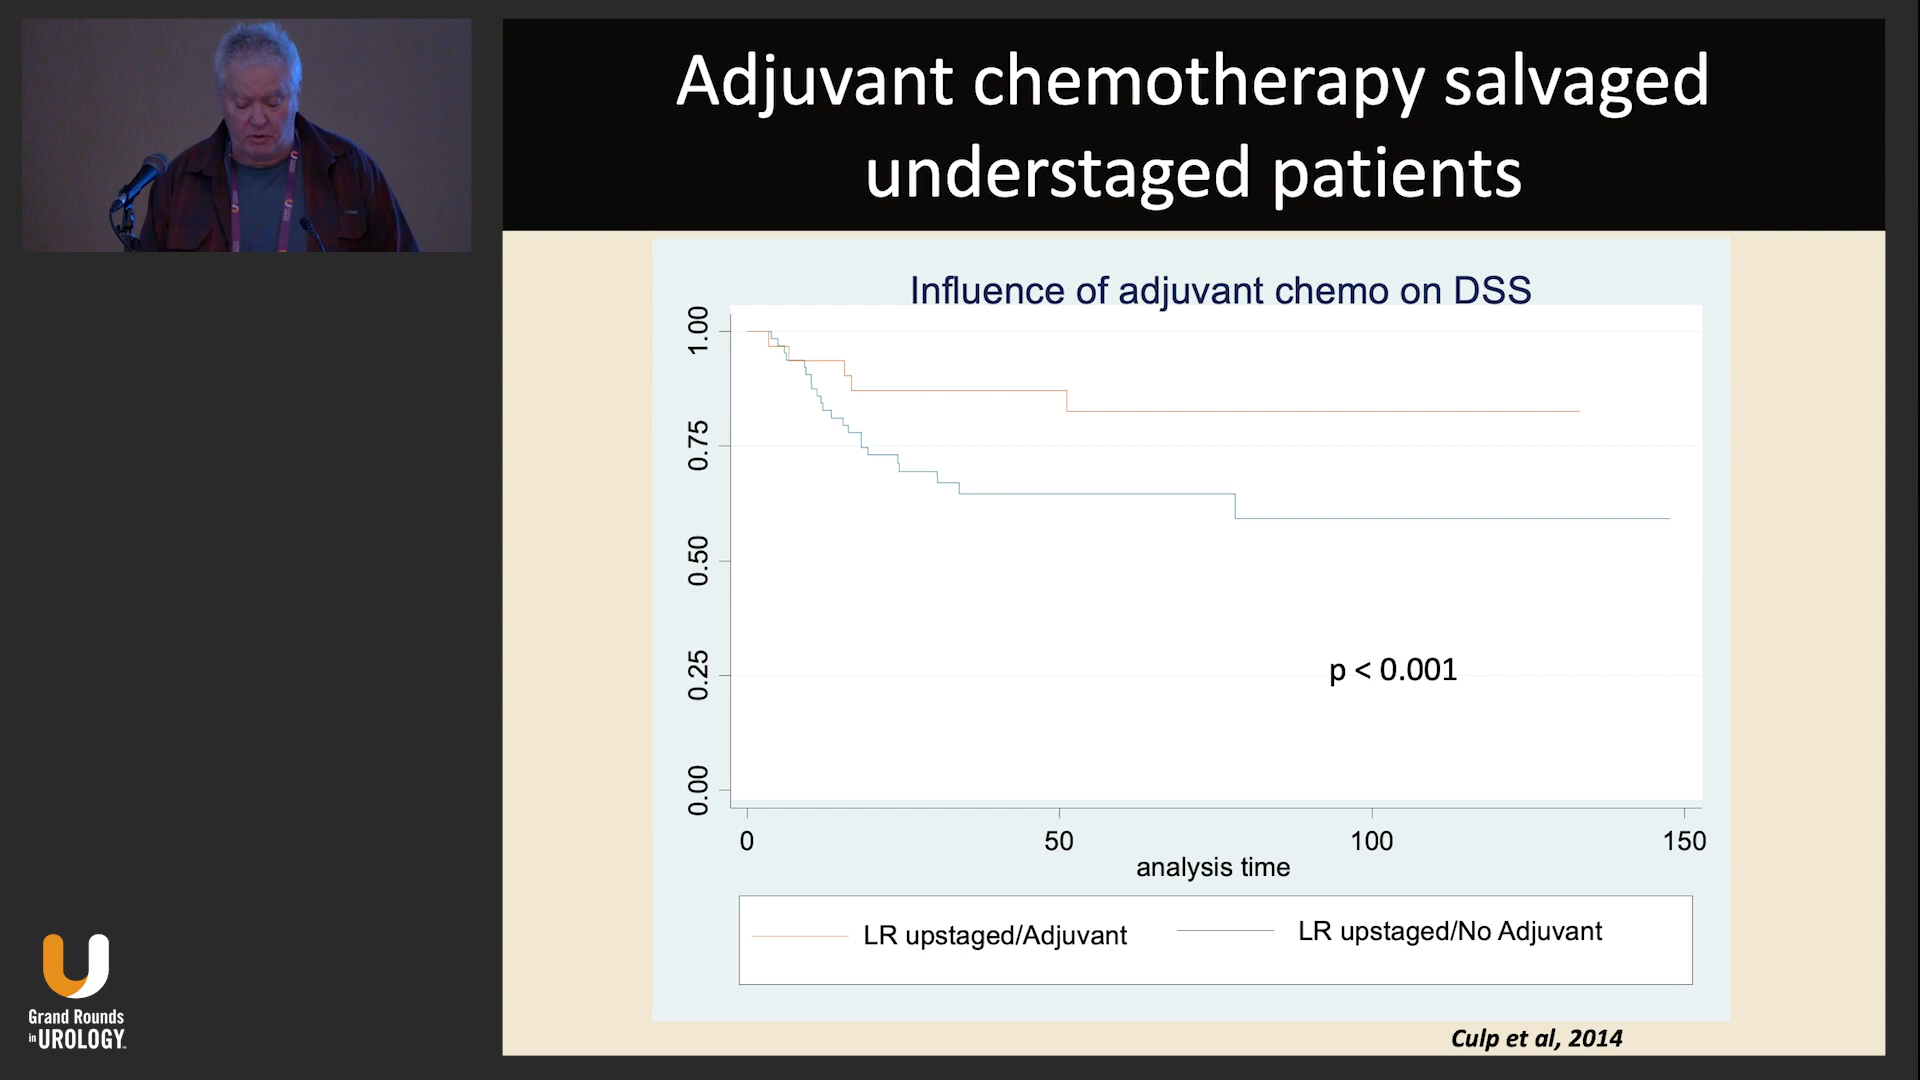 Adjuvant chemotherapy salvaged
understaged patients
Influence of adjuvant chemo on DSS
1.00
0.75
0.50
0.25
0.00
p < 0.001
0 50 100 150
analysis time
LR upstaged/Adjuvant LR upstaged/No Adjuvant
Culp et al, 2014
Grand Rounds
in UROLOGY